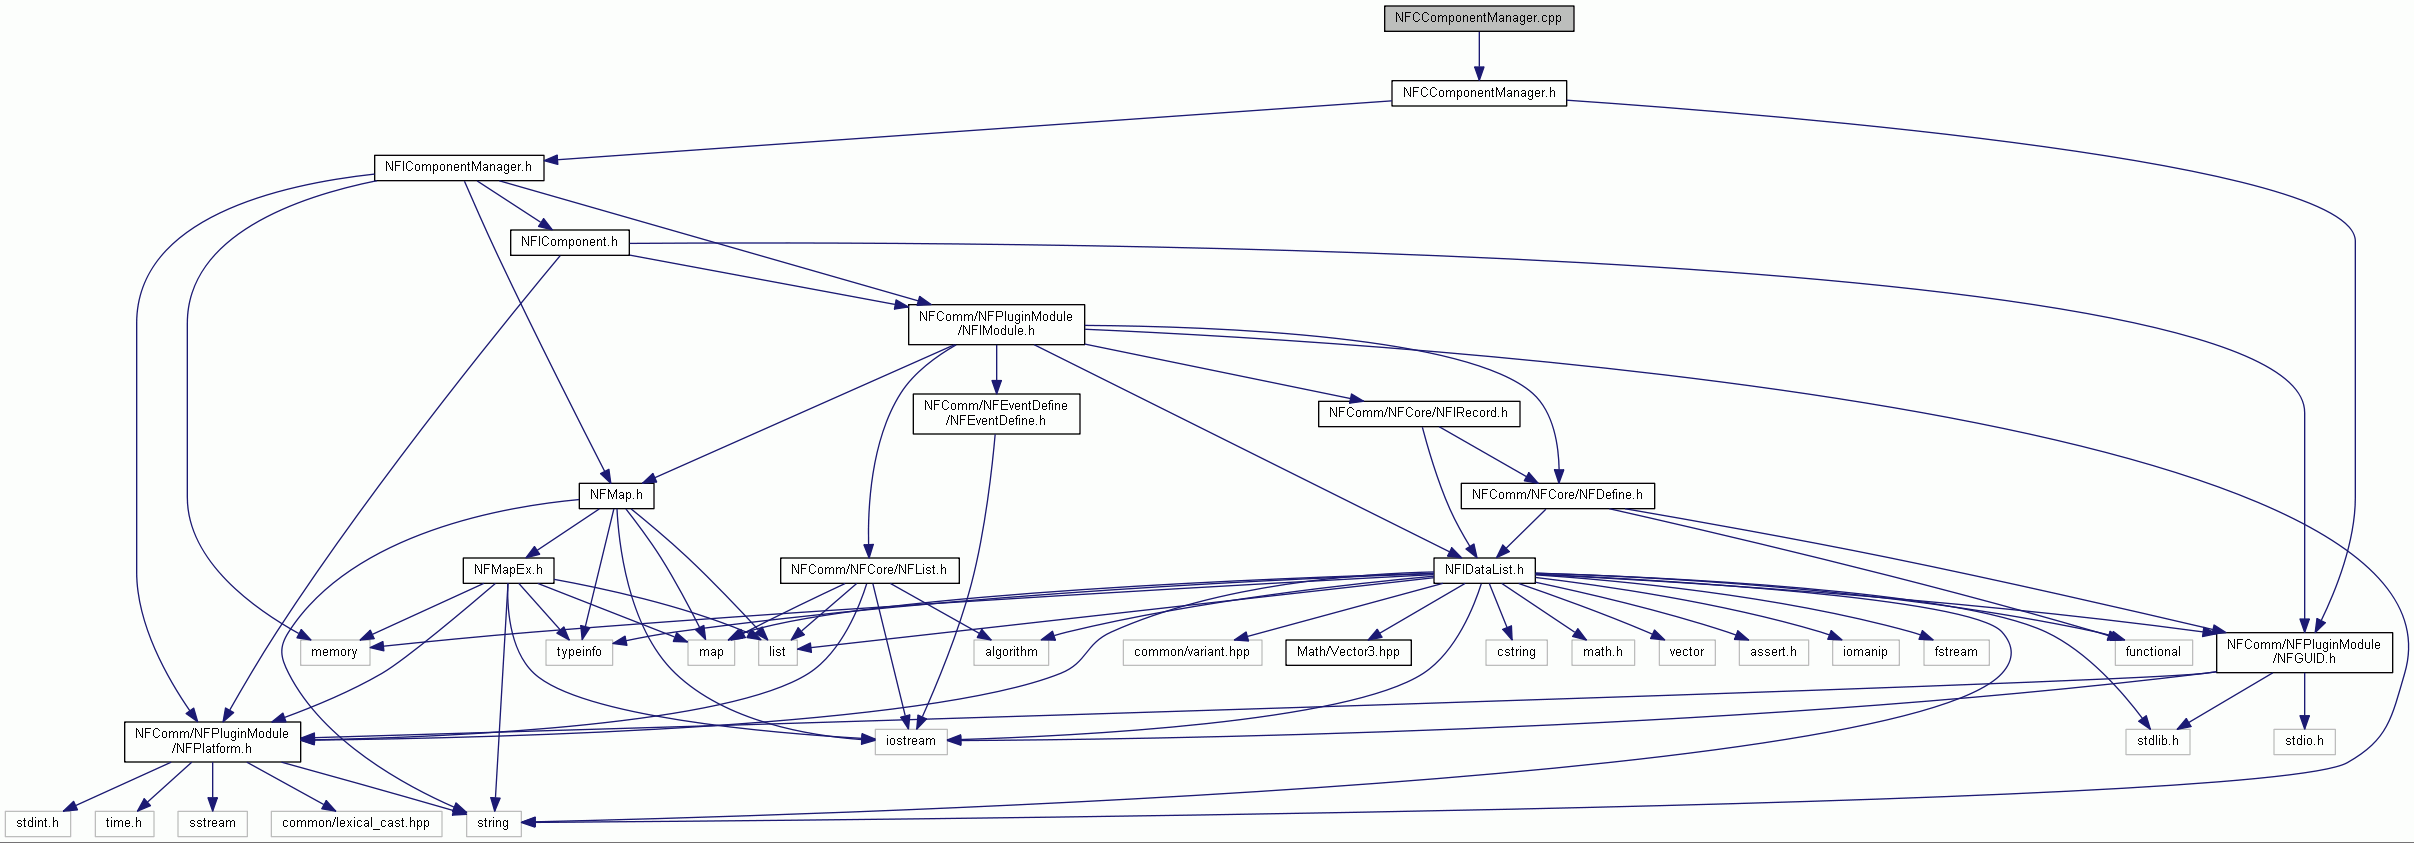 NFCComponentManager.cpp
NFCComponentManager.h
NFIComponentManager.h
NFIComponent.h
NFComm/NFPluginModule
/NFIModule.h
NFComm/NFEventDefine
/NFEventDefine.h
NFComm/NFCore/NFIRecord.h
NFMap.h
NFComm/NFCore/NFDefine.h
NFMapEx.h
NFComm/NFCore/NFList.h
NFIDataList.h
memory
typeinfo
map
list
algorithm
common/variant.hpp
Math/Vector3.hpp
cstring
math.h
vector
assert.h
iomanip
fstream
functional
NFComm/NFPluginModule
/NFGUID.h
NFComm/NFPluginModule
/NFPlatform.h
iostream
stdlib.h
stdio.h
stdint.h
time.h
sstream
common/lexical_cast.hpp
string